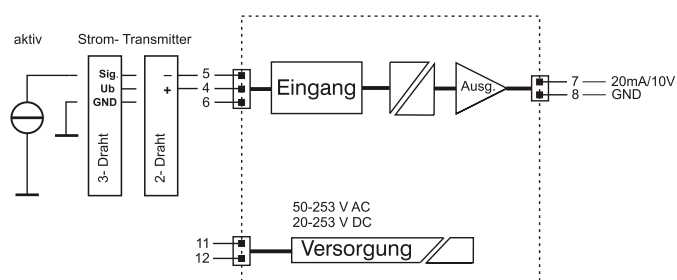 aktiv
Strom- Transmitter
Sig. – 5
Ub + 4
GND 6
3- Draht
2- Draht
Eingang
Ausg.
7 20mA/10V
8 GND
50-253 V AC
20-253 V DC
11
12
Versorgung